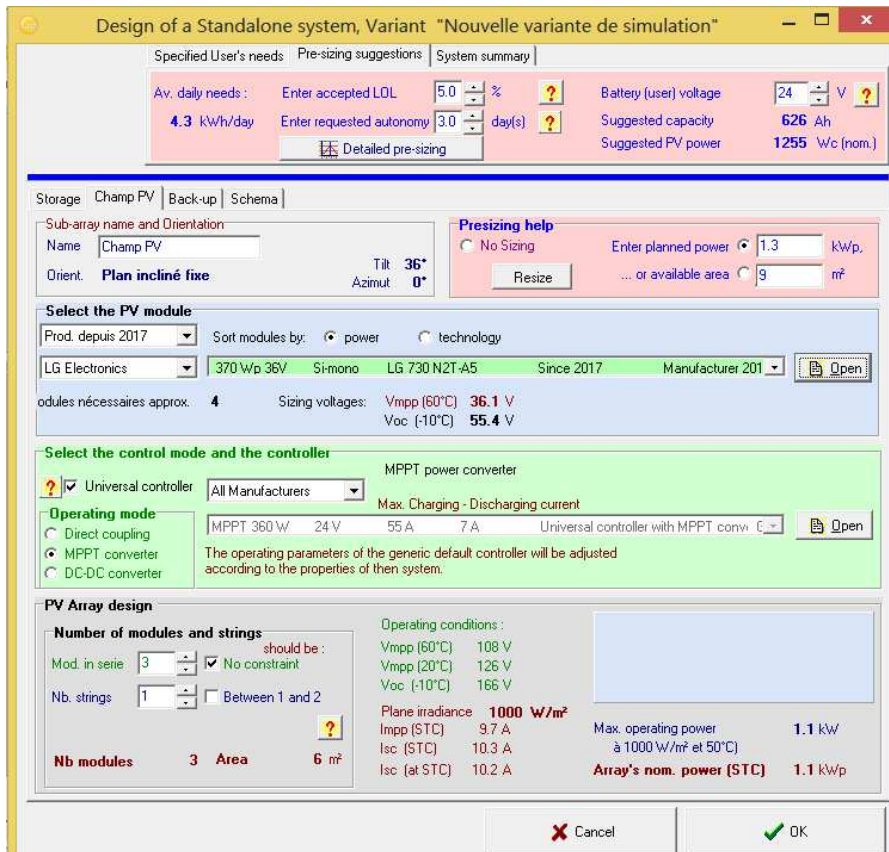 Design of a Standalone system, Variant "Nouvelle variante de simulation"
Specified User's needs Pre-sizing suggestions System summary
Av. daily needs : Enter accepted LOL 5.0 % ? Battery (user) voltage 24 V ?
4.3 kWh/day Enter requested autonomy 3.0 day(s) ? Suggested capacity 626 Ah
Detailed pre-sizing Suggested PV power 1255 Wc (nom.)
Storage Champ PV Back-up Schema
Sub-array name and Orientation
Name Champ PV
Orient. Plan incliné fixe
Tilt 36°
Azimut 0°
Presizing help
No Sizing Enter planned power 1.3 kWp,
Resize ... or available area 9 m²
Select the PV module
Prod. depuis 2017 Sort modules by: power technology
LG Electronics 370 Wp 36V Si-mono LG 730 N2T-A5 Since 2017 Manufacturer 201 Open
odules nécessaires approx. 4 Sizing voltages: Vmpp (60°C) 36.1 V
Voc (-10°C) 55.4 V
Select the control mode and the controller
? Universal controller All Manufacturers MPPT power converter
Max. Charging - Discharging current
Operating mode
Direct coupling
MPPT converter
DC-DC converter
MPPT 360 W 24 V 55 A 7 A Universal controller with MPPT conv Open
The operating parameters of the generic default controller will be adjusted
according to the properties of then system.
PV Array design
Number of modules and strings
should be :
Mod. in serie 3 No constraint
Nb. strings 1 Between 1 and 2
?
Nb modules 3 Area 6 m²
Operating conditions :
Vmpp (60°C) 108 V
Vmpp (20°C) 126 V
Voc (-10°C) 166 V
Plane irradiance 1000 W/m²
Impp (STC) 9.7 A
Isc (STC) 10.3 A
Isc (at STC) 10.2 A
Max. operating power 1.1 kW
à 1000 W/m² et 50°C)
Array's nom. power (STC) 1.1 kWp
Cancel OK